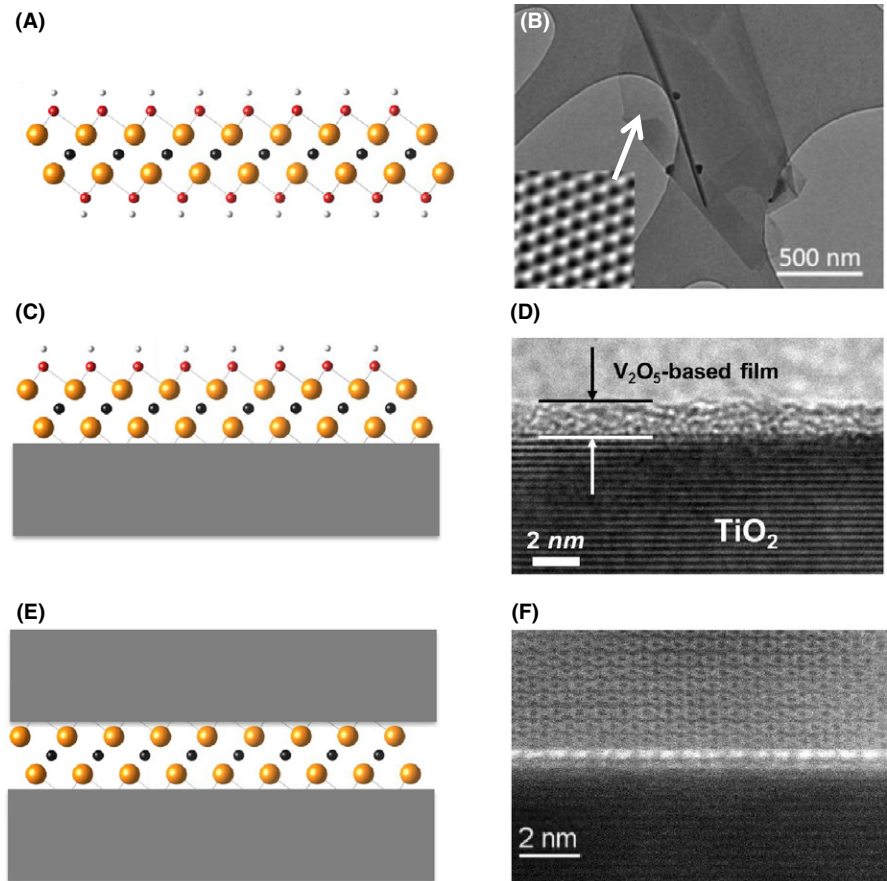 (A)
(B)
500 nm
(C)
(D)
V₂O₅-based film
TiO₂
2 nm
(E)
(F)
2 nm